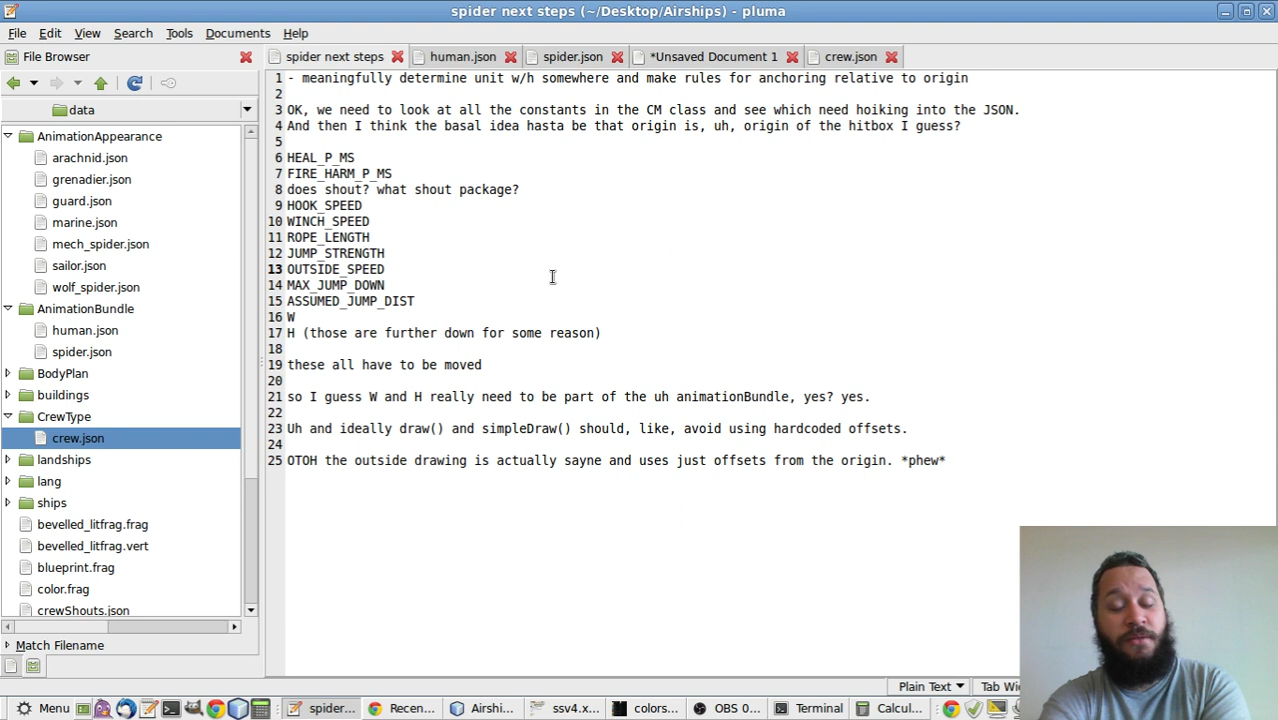 spider next steps (~/Desktop/Airships) - pluma
File Edit View Search Tools Documents Help
File Browser
spider next steps
human.json
spider.json
*Unsaved Document 1
crew.json
data
AnimationAppearance
arachnid.json
grenadier.json
guard.json
marine.json
mech_spider.json
sailor.json
wolf_spider.json
AnimationBundle
human.json
spider.json
BodyPlan
buildings
CrewType
crew.json
landships
lang
ships
bevelled_litfrag.frag
bevelled_litfrag.vert
blueprint.frag
color.frag
crewShouts.json
Match Filename
1 - meaningfully determine unit w/h somewhere and make rules for anchoring relative to origin
2
3 OK, we need to look at all the constants in the CM class and see which need hoiking into the JSON.
4 And then I think the basal idea hasta be that origin is, uh, origin of the hitbox I guess?
5
6 HEAL_P_MS
7 FIRE_HARM_P_MS
8 does shout? what shout package?
9 HOOK_SPEED
10 WINCH_SPEED
11 ROPE_LENGTH
12 JUMP_STRENGTH
13 OUTSIDE_SPEED
14 MAX_JUMP_DOWN
15 ASSUMED_JUMP_DIST
16 W
17 H (those are further down for some reason)
18
19 these all have to be moved
20
21 so I guess W and H really need to be part of the uh animationBundle, yes? yes.
22
23 Uh and ideally draw() and simpleDraw() should, like, avoid using hardcoded offsets.
24
25 OTOH the outside drawing is actually sayne and uses just offsets from the origin. *phew*
Plain Text Tab Wi
Menu
spider...
Recen...
Airshi...
ssv4.x...
colors...
OBS 0...
Terminal
Calcul...